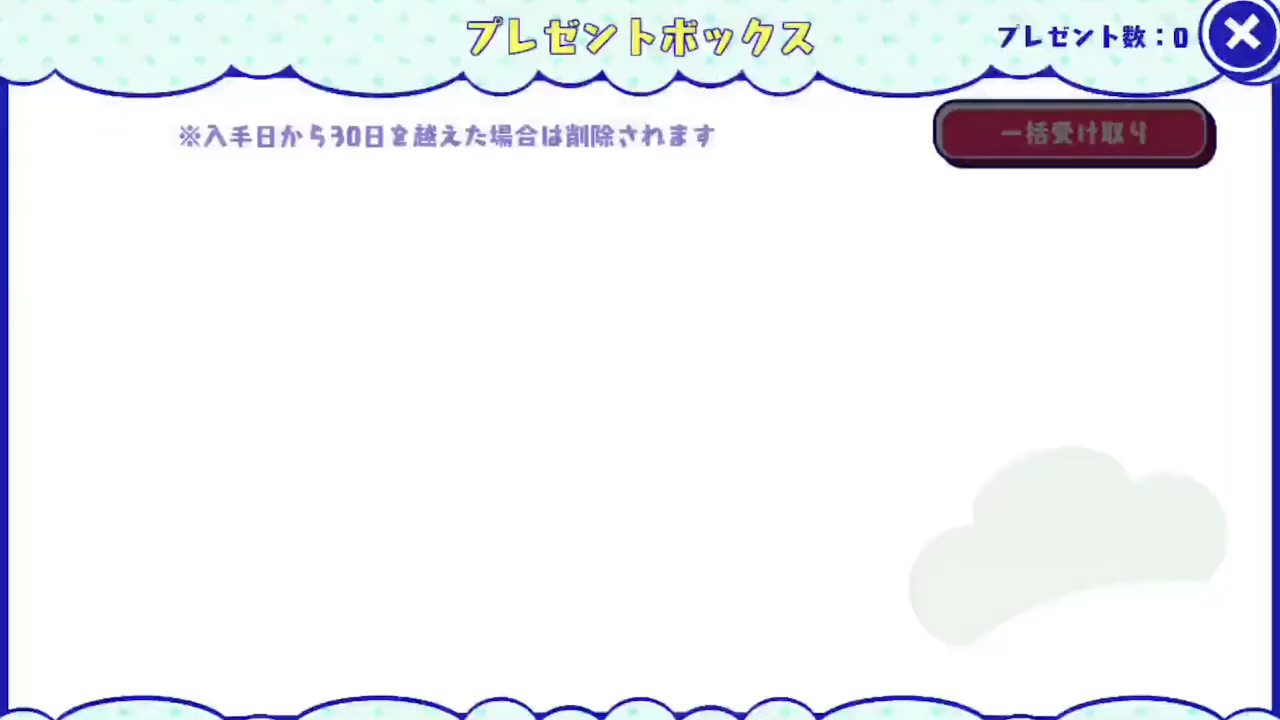 プレゼントボックス
プレゼント数：0
※入手日から30日を越えた場合は削除されます
一括受け取り